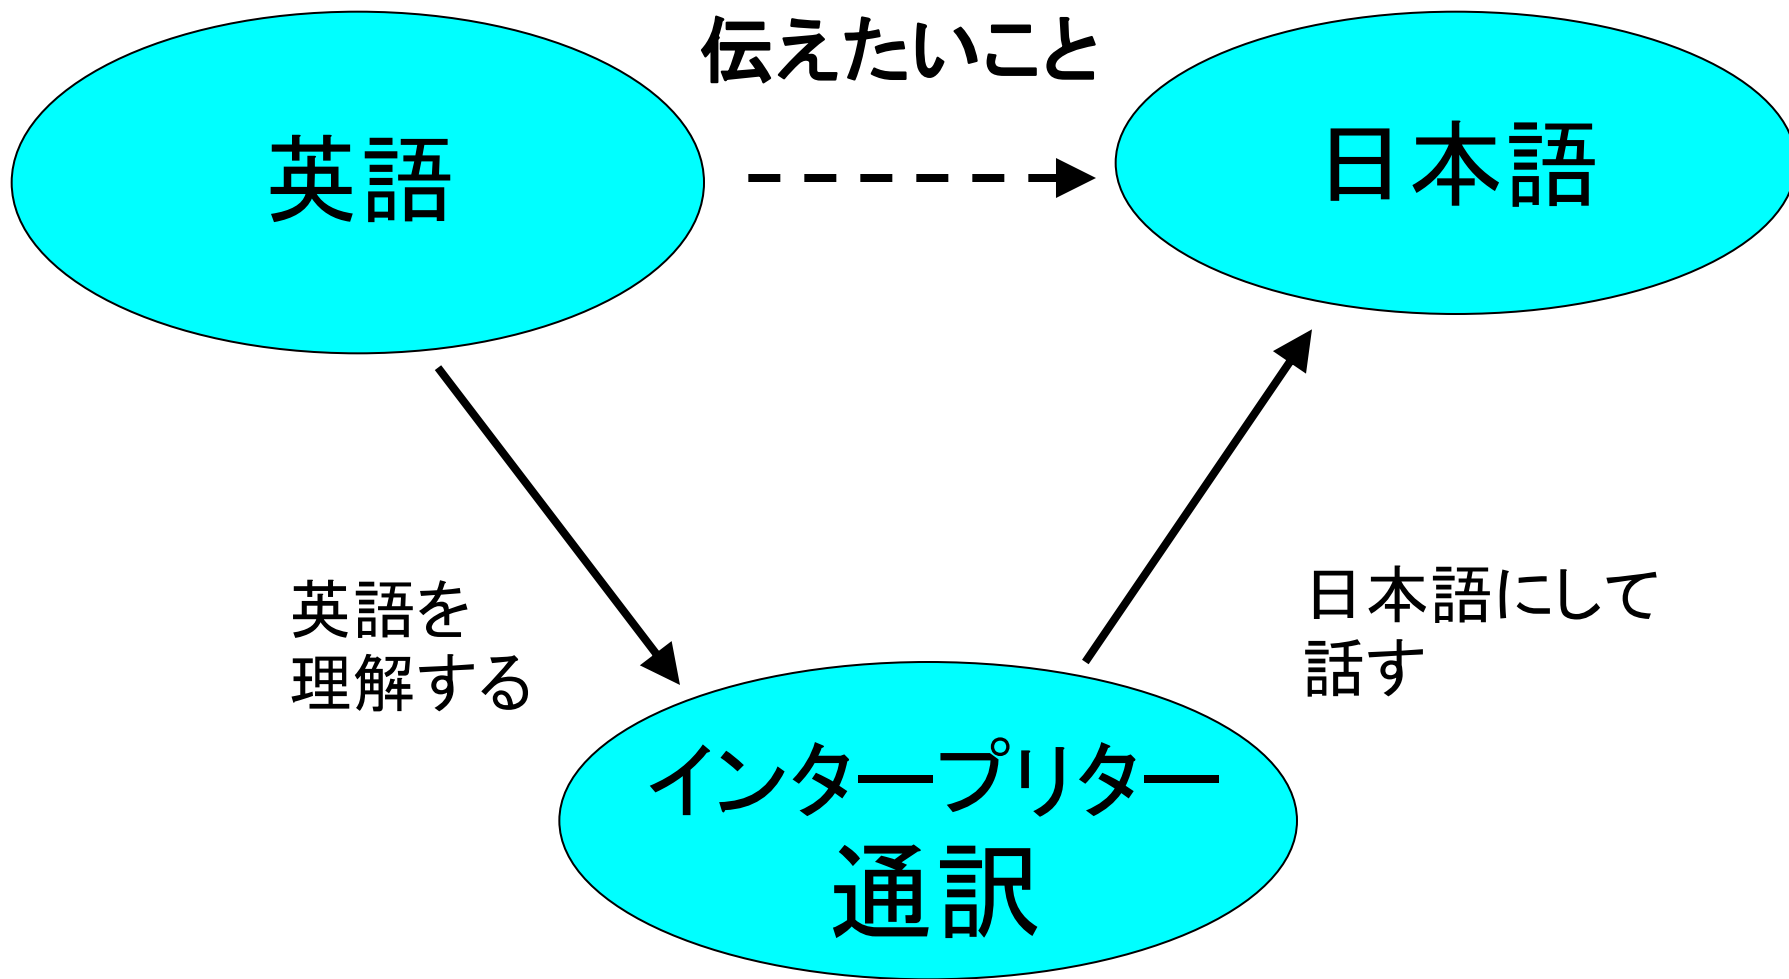 伝えたいこと
英語
日本語
英語を
理解する
日本語にして
話す
インタープリター
通訳